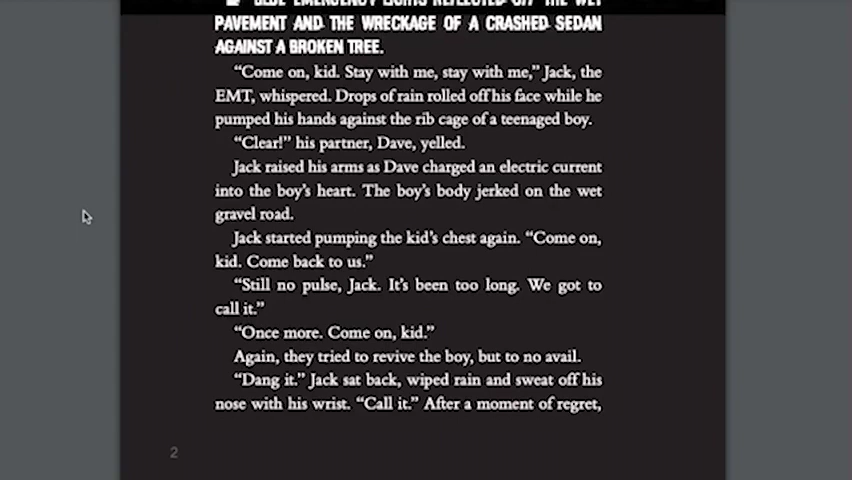 BLUE EMERGENCY LIGHTS REFLECTED OFF THE WET
PAVEMENT AND THE WRECKAGE OF A CRASHED SEDAN
AGAINST A BROKEN TREE.
“Come on, kid. Stay with me, stay with me,” Jack, the
EMT, whispered. Drops of rain rolled off his face while he
pumped his hands against the rib cage of a teenaged boy.
“Clear!” his partner, Dave, yelled.
Jack raised his arms as Dave charged an electric current
into the boy’s heart. The boy’s body jerked on the wet
gravel road.
Jack started pumping the kid’s chest again. “Come on,
kid. Come back to us.”
“Still no pulse, Jack. It’s been too long. We got to
call it.”
“Once more. Come on, kid.”
Again, they tried to revive the boy, but to no avail.
“Dang it.” Jack sat back, wiped rain and sweat off his
nose with his wrist. “Call it.” After a moment of regret,
2